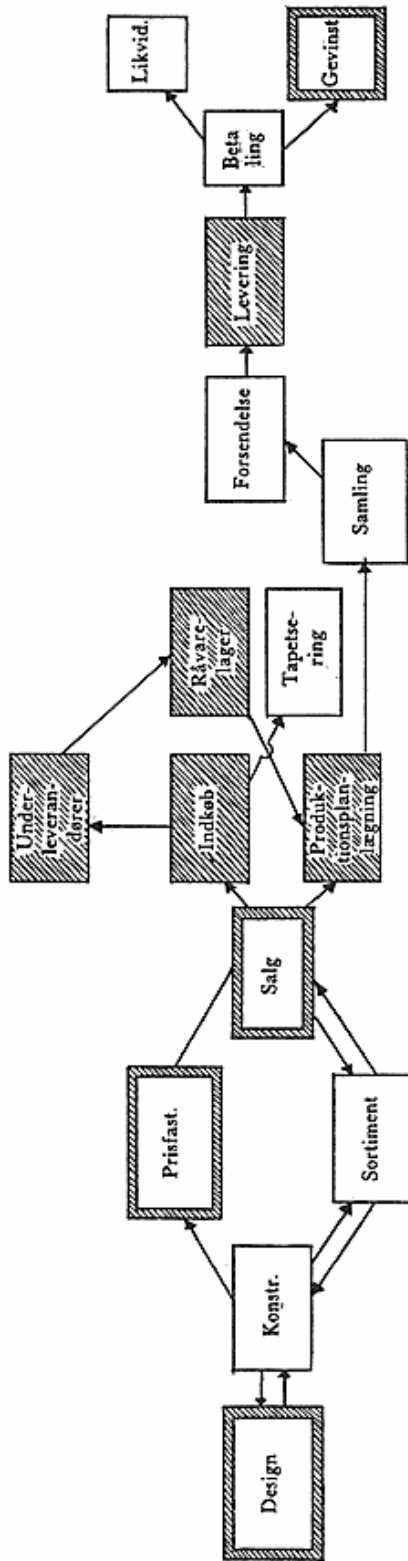 Design
Konstr.
Prisfast.
Sortiment
Salg
Under-
leveran-
dører
Indkøb
Produk-
tionsplan-
lægning
Råvare-
lager
Tapetse-
ring
Samling
Forsendelse
Levering
Beta
ling
Likvid.
Gevinst